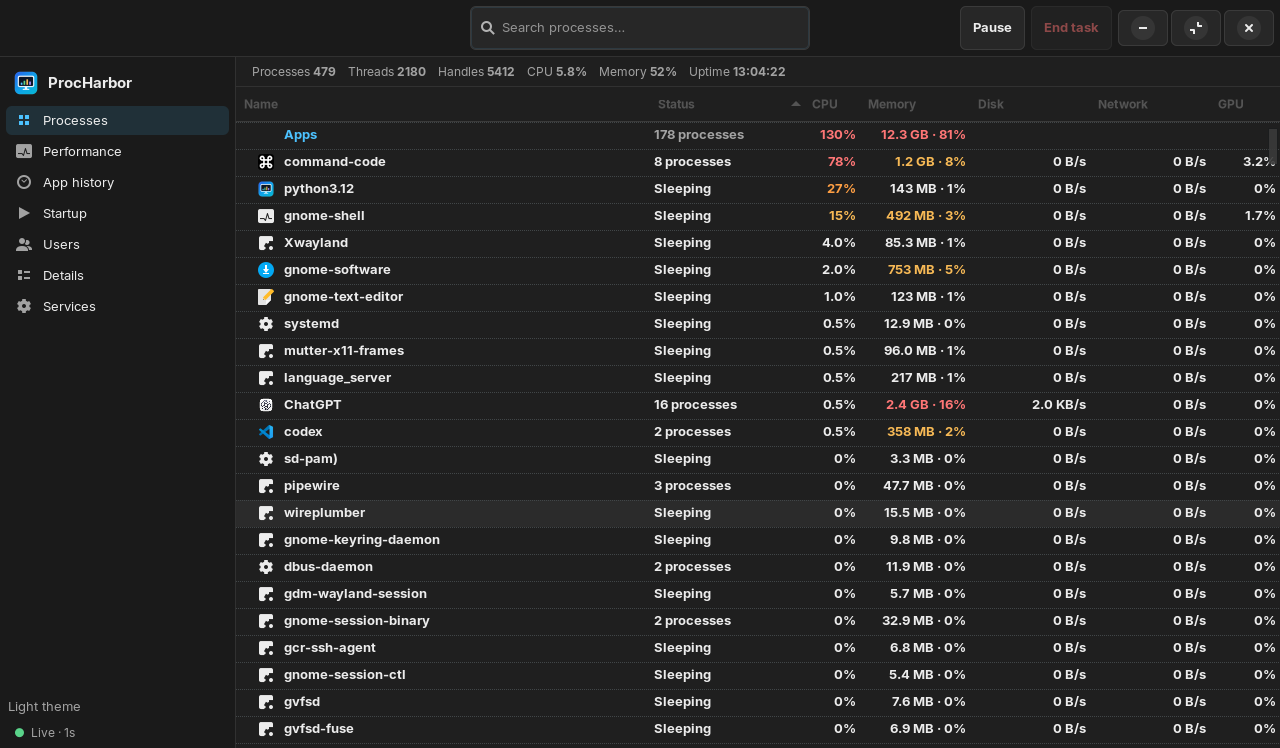 Search processes...
Pause
End task
ProcHarbor
Processes
Performance
App history
Startup
Users
Details
Services
Light theme
Live · 1s
Processes 479 Threads 2180 Handles 5412 CPU 5.8% Memory 52% Uptime 13:04:22
Name Status CPU Memory Disk Network GPU
Apps 178 processes 130% 12.3 GB · 81%
command-code 8 processes 78% 1.2 GB · 8% 0 B/s 0 B/s 3.2%
python3.12 Sleeping 27% 143 MB · 1% 0 B/s 0 B/s 0%
gnome-shell Sleeping 15% 492 MB · 3% 0 B/s 0 B/s 1.7%
Xwayland Sleeping 4.0% 85.3 MB · 1% 0 B/s 0 B/s 0%
gnome-software Sleeping 2.0% 753 MB · 5% 0 B/s 0 B/s 0%
gnome-text-editor Sleeping 1.0% 123 MB · 1% 0 B/s 0 B/s 0%
systemd Sleeping 0.5% 12.9 MB · 0% 0 B/s 0 B/s 0%
mutter-x11-frames Sleeping 0.5% 96.0 MB · 1% 0 B/s 0 B/s 0%
language_server Sleeping 0.5% 217 MB · 1% 0 B/s 0 B/s 0%
ChatGPT 16 processes 0.5% 2.4 GB · 16% 2.0 KB/s 0 B/s 0%
codex 2 processes 0.5% 358 MB · 2% 0 B/s 0 B/s 0%
sd-pam) Sleeping 0% 3.3 MB · 0% 0 B/s 0 B/s 0%
pipewire 3 processes 0% 47.7 MB · 0% 0 B/s 0 B/s 0%
wireplumber Sleeping 0% 15.5 MB · 0% 0 B/s 0 B/s 0%
gnome-keyring-daemon Sleeping 0% 9.8 MB · 0% 0 B/s 0 B/s 0%
dbus-daemon 2 processes 0% 11.9 MB · 0% 0 B/s 0 B/s 0%
gdm-wayland-session Sleeping 0% 5.7 MB · 0% 0 B/s 0 B/s 0%
gnome-session-binary 2 processes 0% 32.9 MB · 0% 0 B/s 0 B/s 0%
gcr-ssh-agent Sleeping 0% 6.8 MB · 0% 0 B/s 0 B/s 0%
gnome-session-ctl Sleeping 0% 5.4 MB · 0% 0 B/s 0 B/s 0%
gvfsd Sleeping 0% 7.6 MB · 0% 0 B/s 0 B/s 0%
gvfsd-fuse Sleeping 0% 6.9 MB · 0% 0 B/s 0 B/s 0%